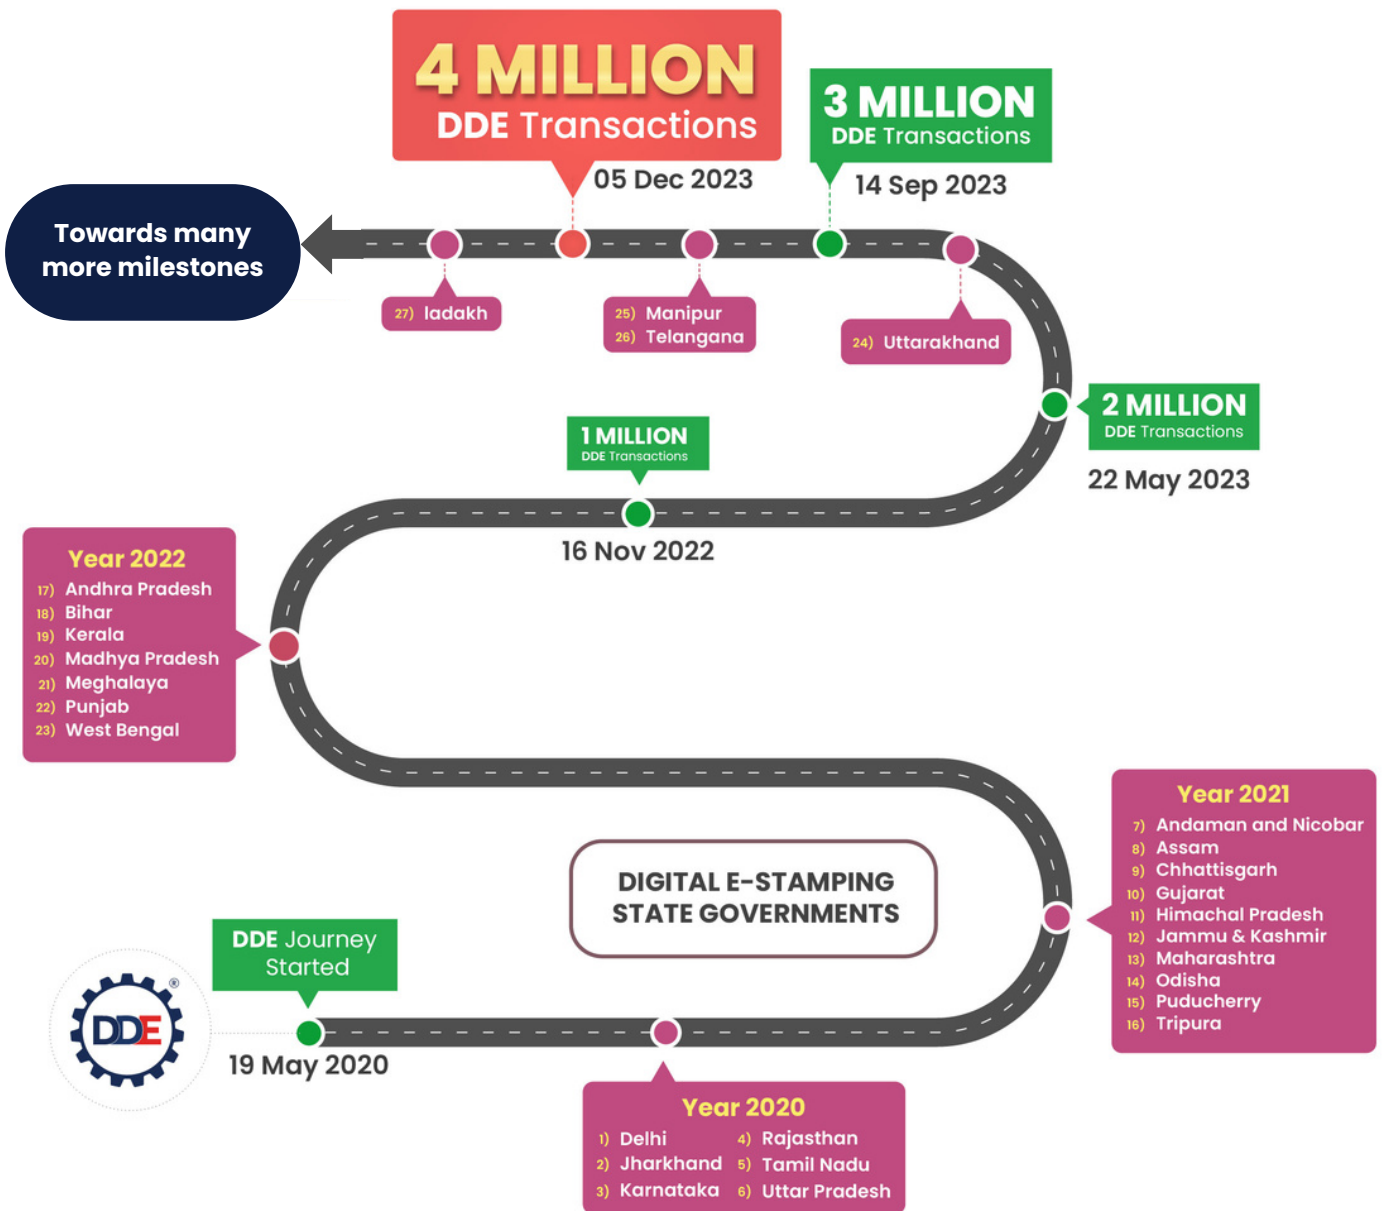 4 MILLION
DDE Transactions
05 Dec 2023
3 MILLION
DDE Transactions
14 Sep 2023
Towards many
more milestones
27) ladakh
25) Manipur
26) Telangana
24) Uttarakhand
2 MILLION
DDE Transactions
22 May 2023
1 MILLION
DDE Transactions
16 Nov 2022
Year 2022
17) Andhra Pradesh
18) Bihar
19) Kerala
20) Madhya Pradesh
21) Meghalaya
22) Punjab
23) West Bengal
Year 2021
7) Andaman and Nicobar
8) Assam
9) Chhattisgarh
10) Gujarat
11) Himachal Pradesh
12) Jammu & Kashmir
13) Maharashtra
14) Odisha
15) Puducherry
16) Tripura
DIGITAL E-STAMPING
STATE GOVERNMENTS
DDE Journey
Started
DDE ®
19 May 2020
Year 2020
1) Delhi
2) Jharkhand
3) Karnataka
4) Rajasthan
5) Tamil Nadu
6) Uttar Pradesh